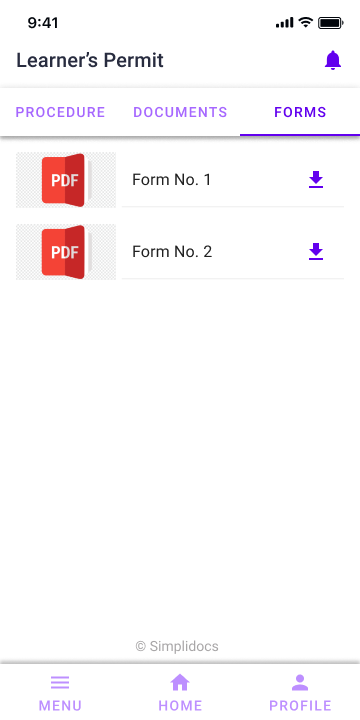 9:41
Learner's Permit
PROCEDURE DOCUMENTS FORMS
PDF Form No. 1
PDF Form No. 2
© Simplidocs
MENU HOME PROFILE